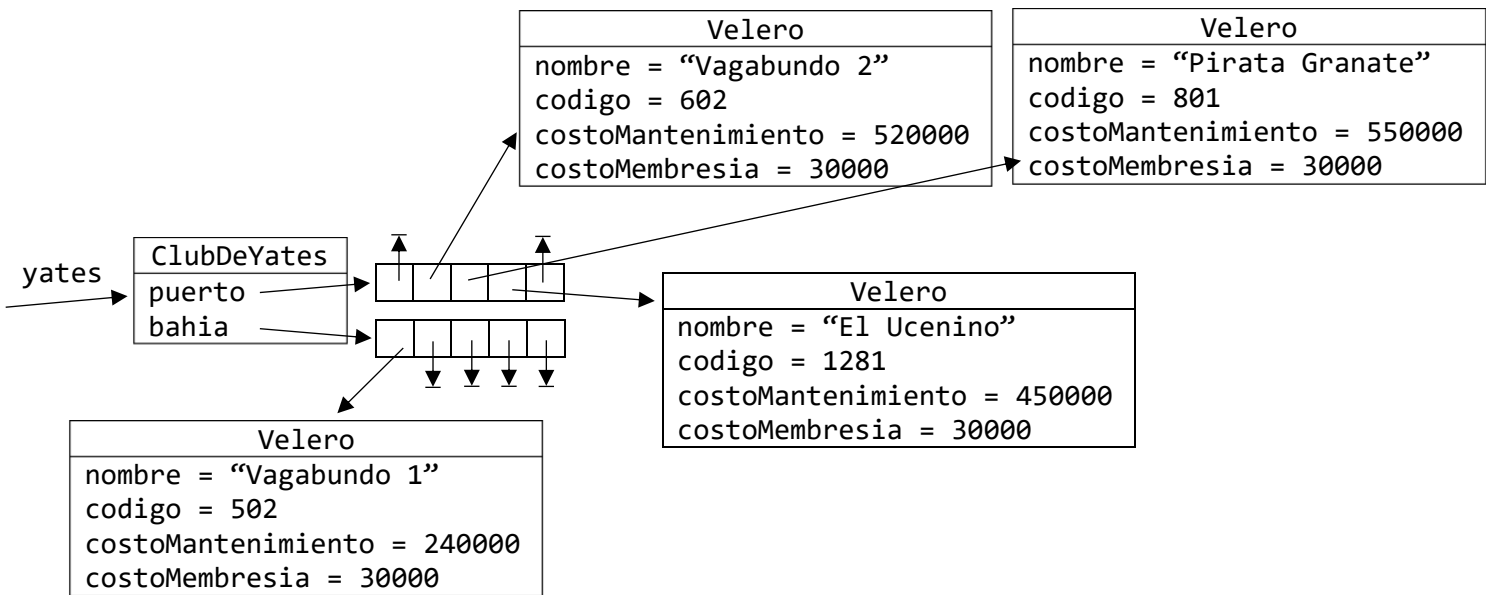 Velero
nombre = “Vagabundo 2”
codigo = 602
costoMantenimiento = 520000
costoMembresia = 30000
Velero
nombre = “Pirata Granate”
codigo = 801
costoMantenimiento = 550000
costoMembresia = 30000
yates
ClubDeYates
puerto
bahia
Velero
nombre = “El Ucenino”
codigo = 1281
costoMantenimiento = 450000
costoMembresia = 30000
Velero
nombre = “Vagabundo 1”
codigo = 502
costoMantenimiento = 240000
costoMembresia = 30000